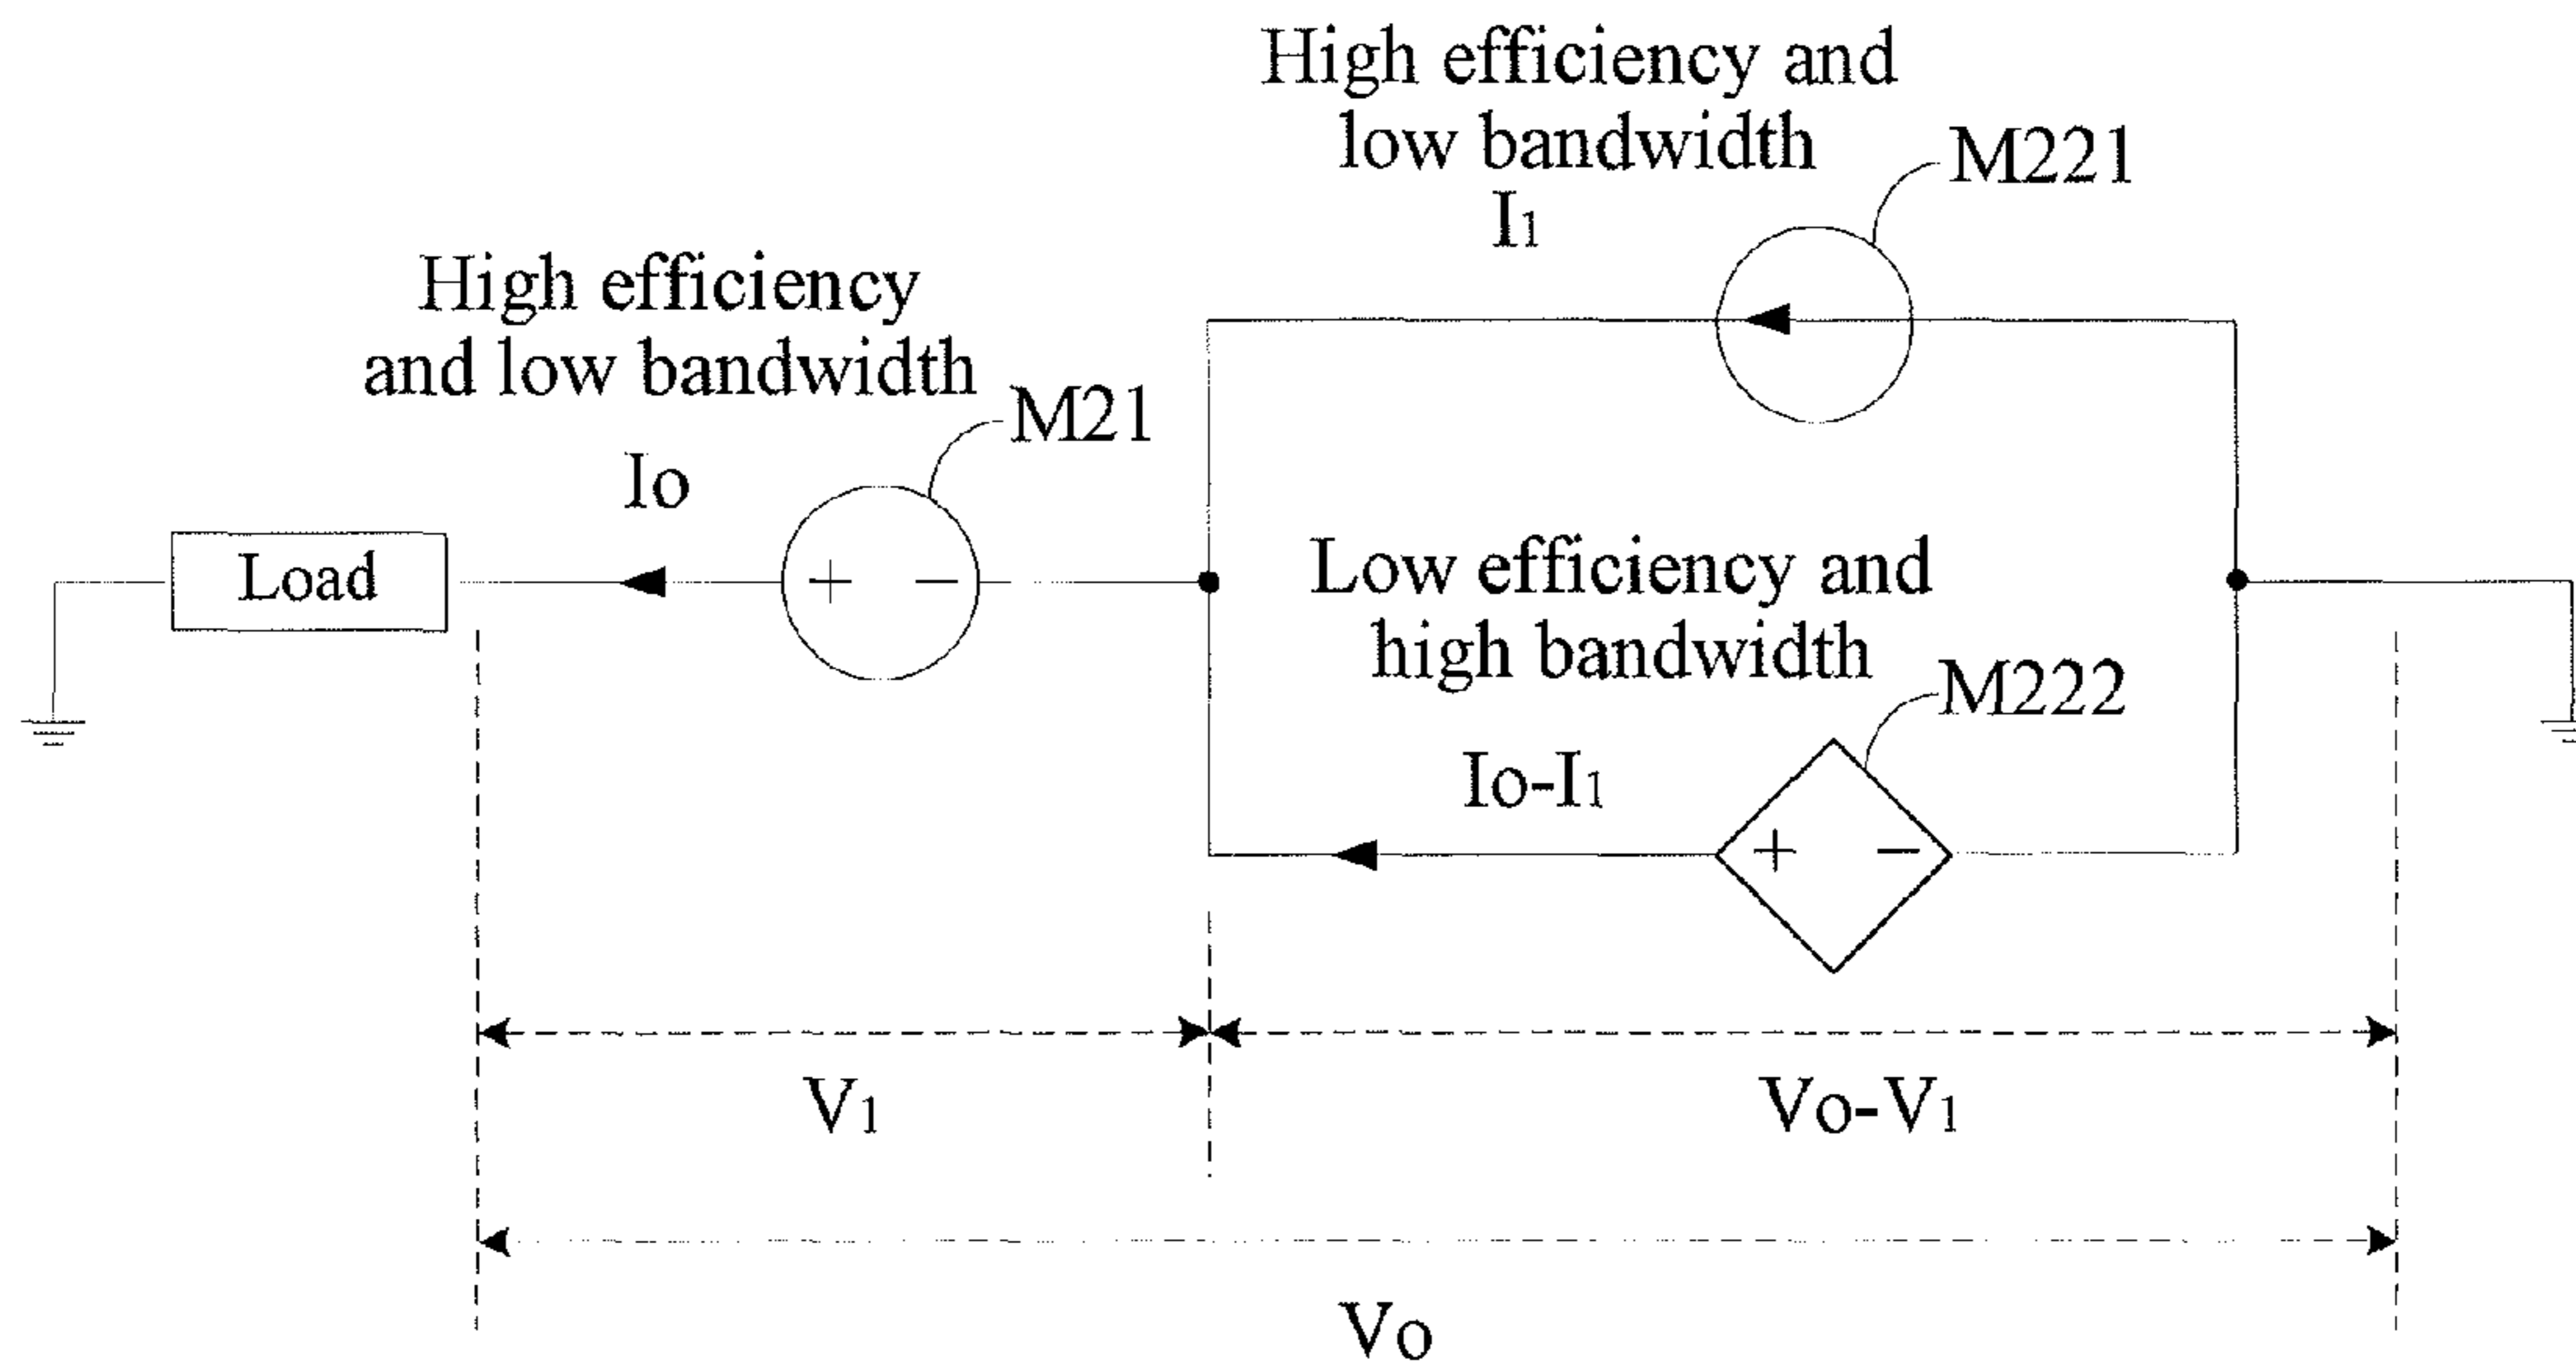 High efficiency and
low bandwidth
M221
I1
High efficiency
and low bandwidth
M21
Io
Load
+ −
Low efficiency and
high bandwidth
M222
Io-I1
+ −
V1
Vo-V1
Vo